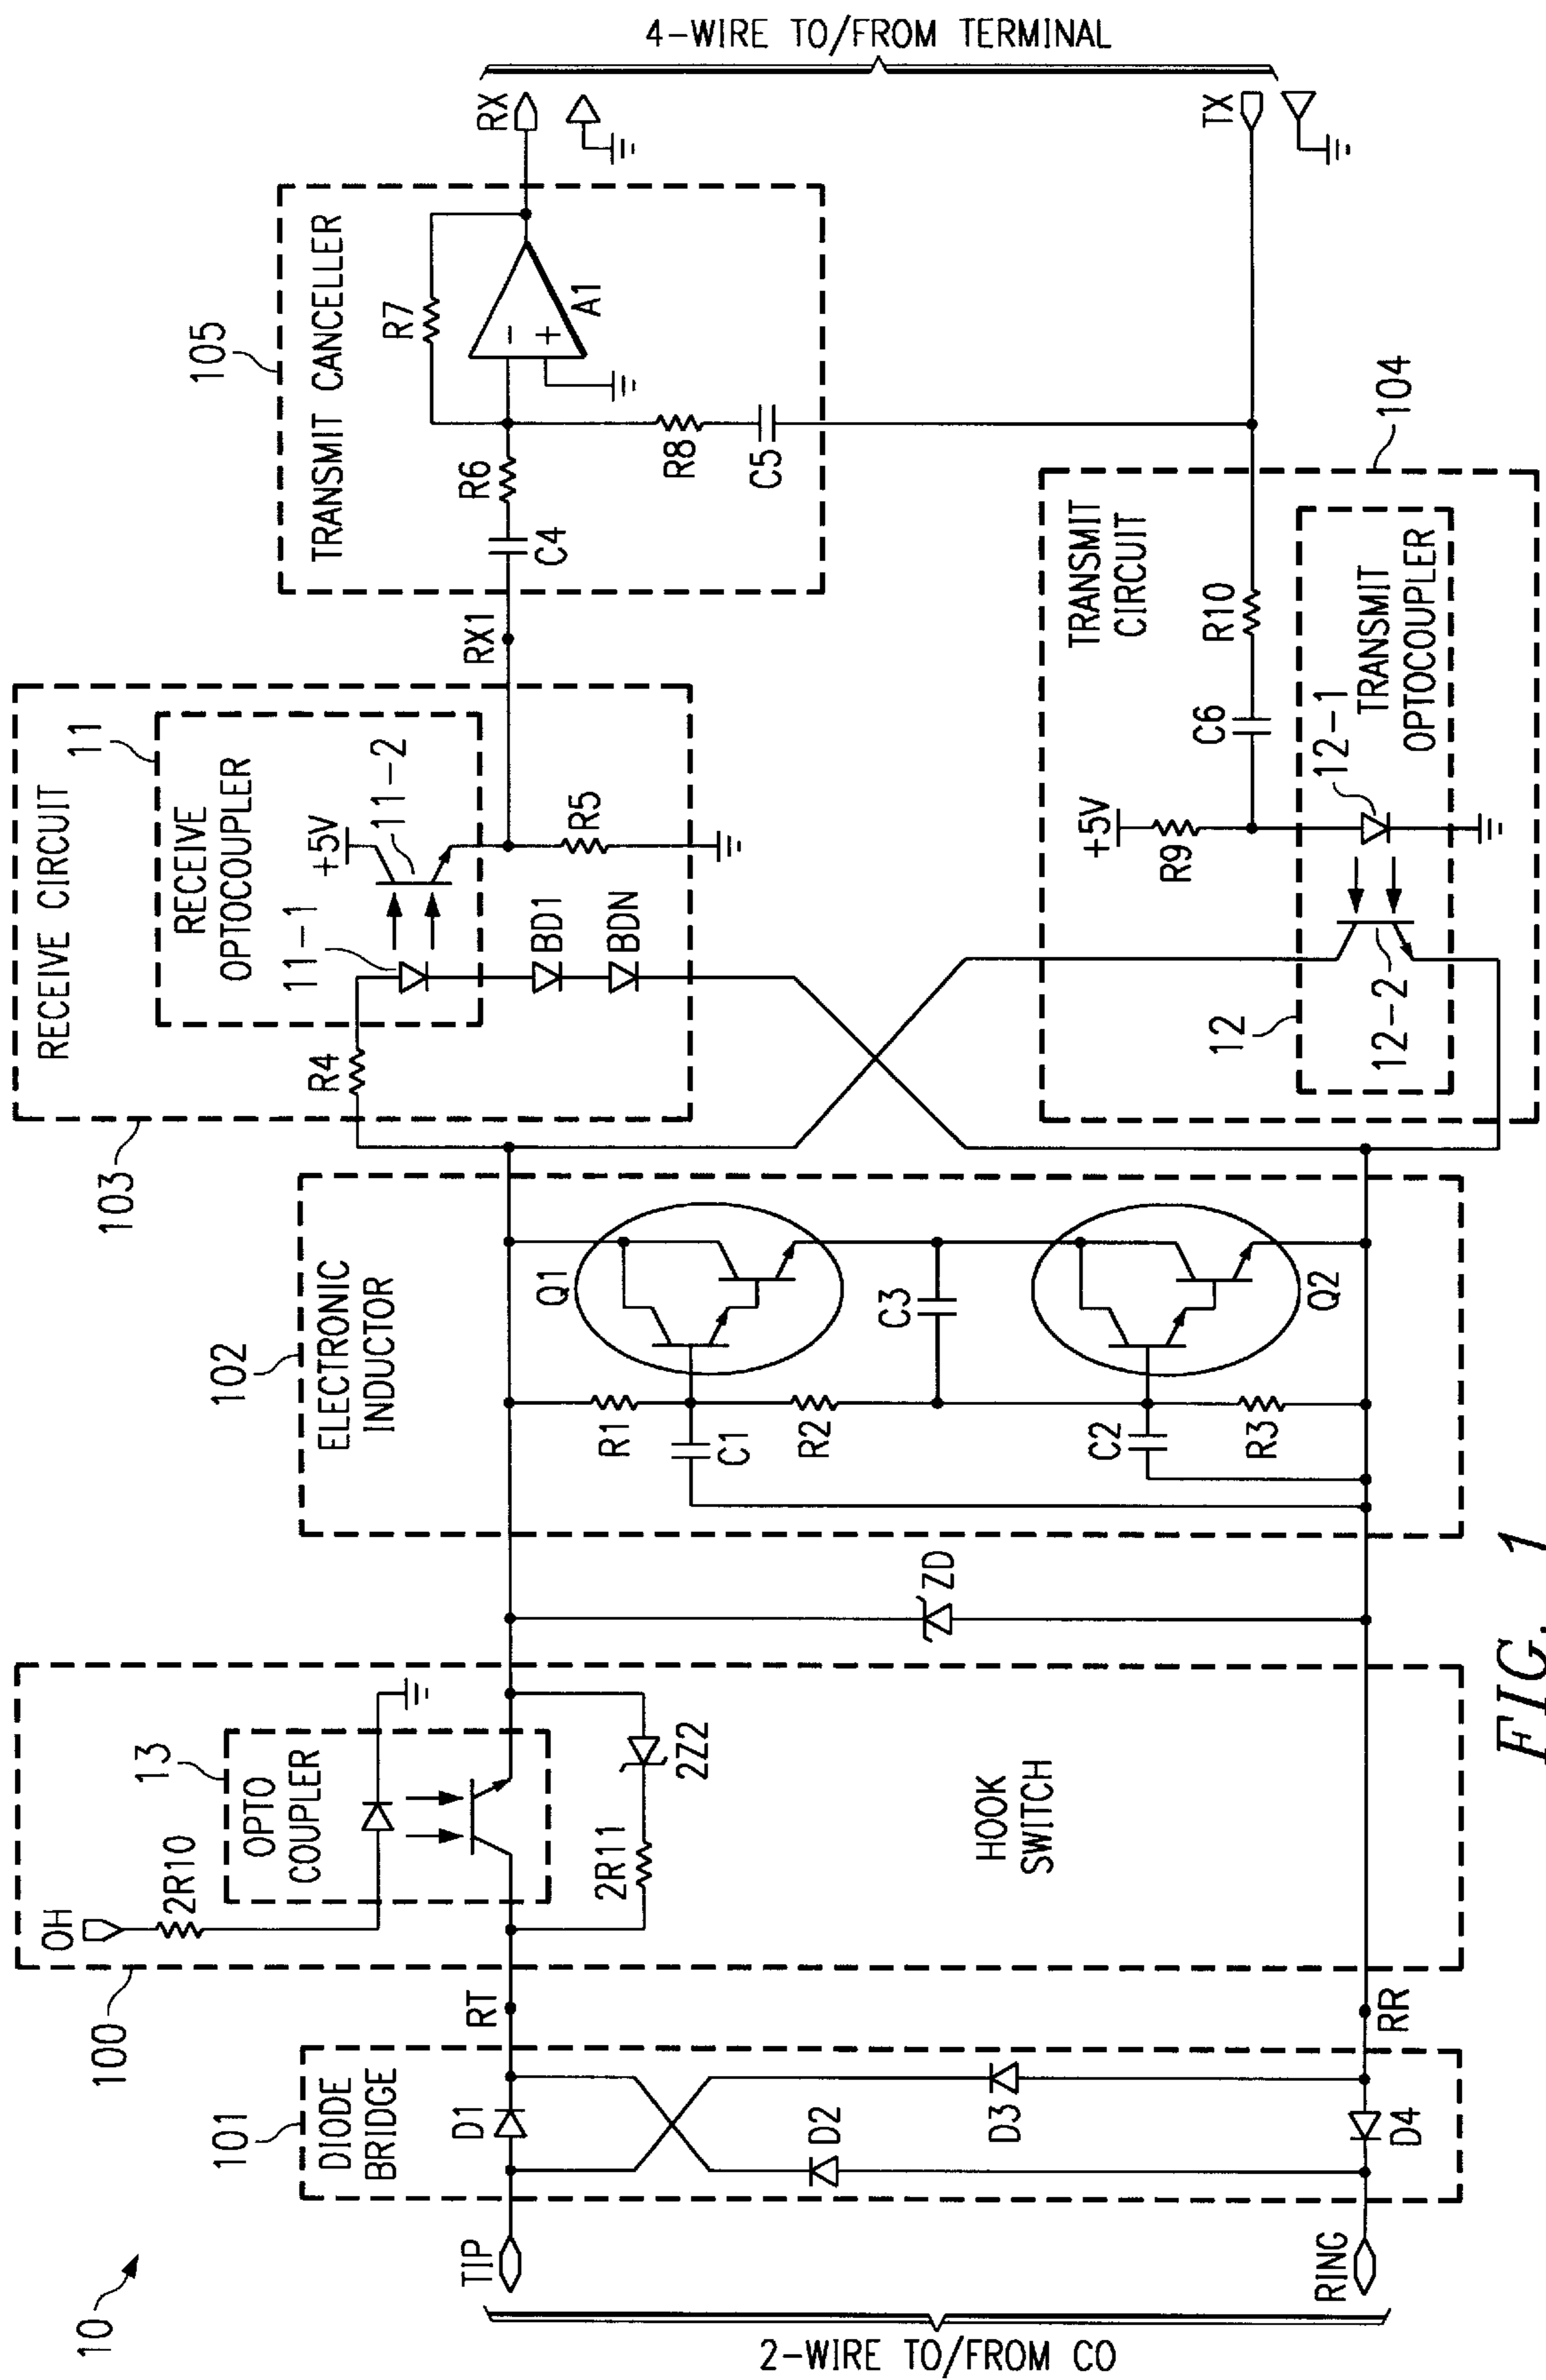 10
2-WIRE TO/FROM CO
TIP
RING
101
DIODE
BRIDGE
D1
D2
D3
D4
RT
RR
100
OH
2R10
13
OPTO
COUPLER
2R11
2Z2
HOOK
SWITCH
ZD
102
ELECTRONIC
INDUCTOR
R1
C1
R2
C2
R3
Q1
C3
Q2
103
RECEIVE CIRCUIT
R4
11
RECEIVE
OPTOCOUPLER
11-1
11-2
+5V
BD1
BDN
R5
RX1
12
12-2
12-1
TRANSMIT
OPTOCOUPLER
+5V
R9
C6
R10
TRANSMIT
CIRCUIT
104
105
TRANSMIT CANCELLER
C4
R6
R7
R8
C5
−
+
A1
RX
TX
4-WIRE TO/FROM TERMINAL
FIG. 1